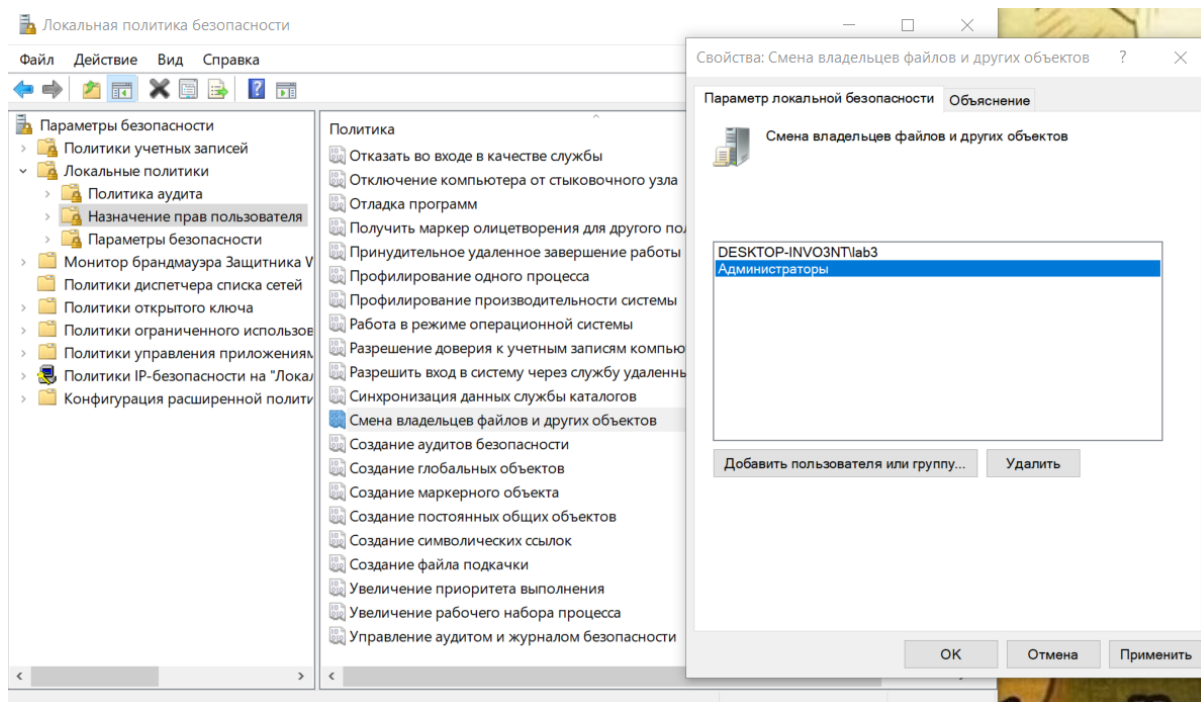 Локальная политика безопасности
Файл Действие Вид Справка
Параметры безопасности
Политики учетных записей
Локальные политики
Политика аудита
Назначение прав пользователя
Параметры безопасности
Монитор брандмауэра Защитника W
Политики диспетчера списка сетей
Политики открытого ключа
Политики ограниченного использов
Политики управления приложениям
Политики IP-безопасности на "Локал
Конфигурация расширенной полити
Политика
Отказать во входе в качестве службы
Отключение компьютера от стыковочного узла
Отладка программ
Получить маркер олицетворения для другого пол
Принудительное удаленное завершение работы
Профилирование одного процесса
Профилирование производительности системы
Работа в режиме операционной системы
Разрешение доверия к учетным записям компью
Разрешить вход в систему через службу удаленны
Синхронизация данных службы каталогов
Смена владельцев файлов и других объектов
Создание аудитов безопасности
Создание глобальных объектов
Создание маркерного объекта
Создание постоянных общих объектов
Создание символических ссылок
Создание файла подкачки
Увеличение приоритета выполнения
Увеличение рабочего набора процесса
Управление аудитом и журналом безопасности
Свойства: Смена владельцев файлов и других объектов ?
Параметр локальной безопасности Объяснение
Смена владельцев файлов и других объектов
DESKTOP-INVO3NT\lab3
Администраторы
Добавить пользователя или группу... Удалить
OK Отмена Применить